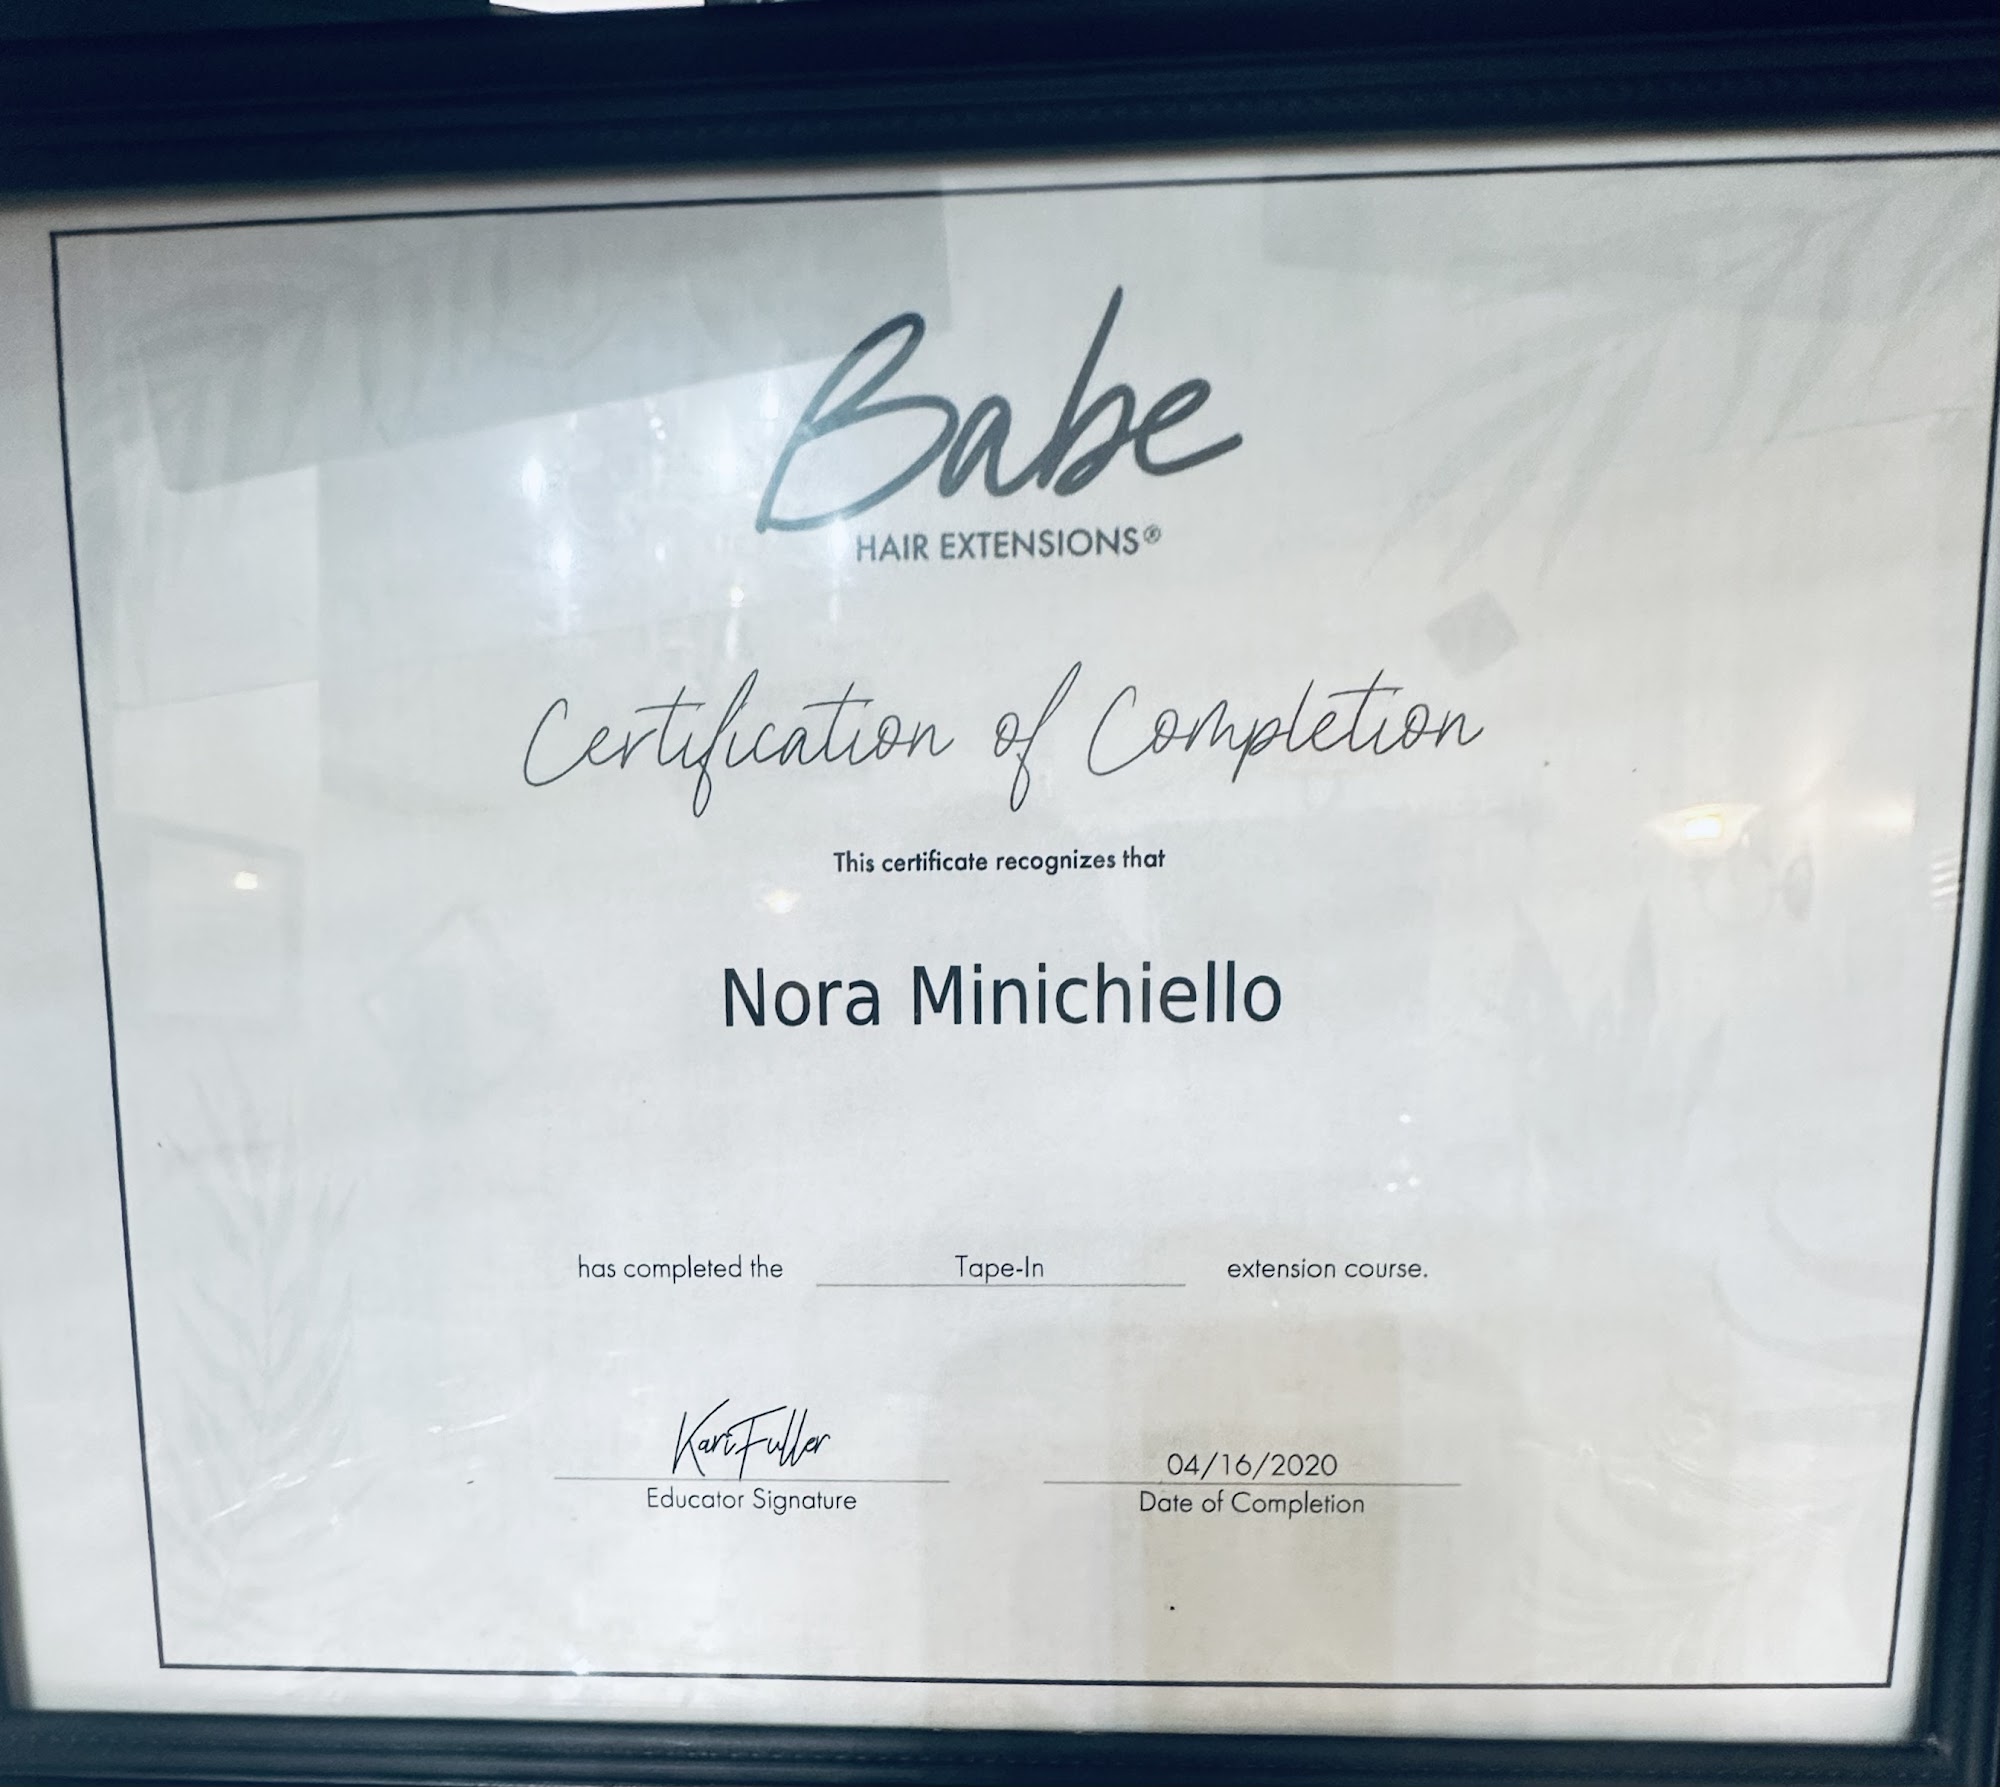 Babe
HAIR EXTENSIONS®
Certification of Completion
This certificate recognizes that
Nora Minichiello
has completed the Tape-In extension course.
Kari Fuller
Educator Signature
04/16/2020
Date of Completion